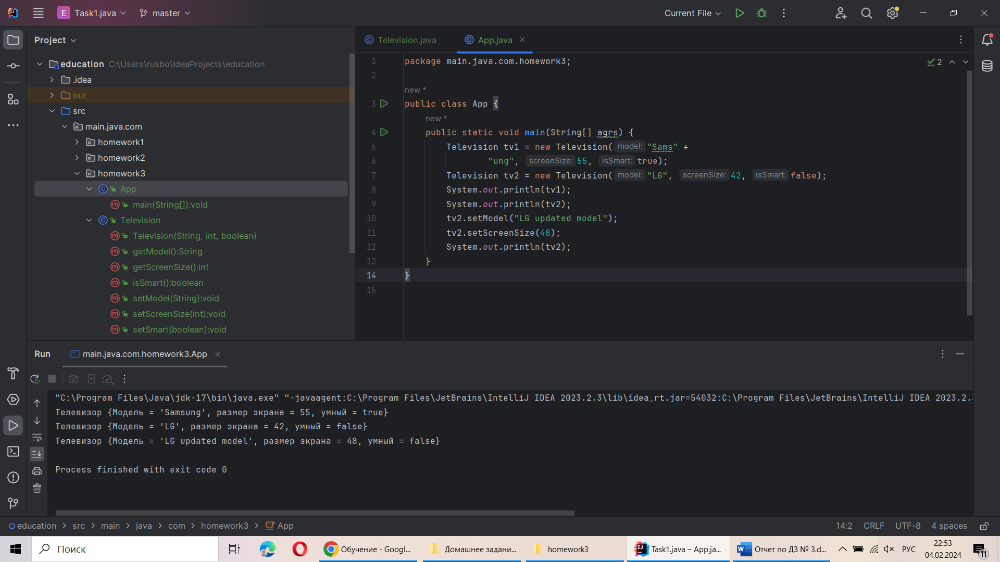 E Task1.java master Current File
Project
education C:\Users\rusbo\IdeaProjects\education
.idea
out
src
main.java.com
homework1
homework2
homework3
App
main(String[]):void
Television
Television(String, int, boolean)
getModel():String
getScreenSize():int
isSmart():boolean
setModel(String):void
setScreenSize(int):void
setSmart(boolean):void
Television.java App.java
2
1 package main.java.com.homework3;
2
new *
3 public class App {
new *
4 public static void main(String[] agrs) {
5 Television tv1 = new Television( model: "Sams" +
6 "ung", screenSize: 55, isSmart: true);
7 Television tv2 = new Television( model: "LG", screenSize: 42, isSmart: false);
8 System.out.println(tv1);
9 System.out.println(tv2);
10 tv2.setModel("LG updated model");
11 tv2.setScreenSize(48);
12 System.out.println(tv2);
13 }
14 }
15
Run main.java.com.homework3.App
"C:\Program Files\Java\jdk-17\bin\java.exe" "-javaagent:C:\Program Files\JetBrains\IntelliJ IDEA 2023.2.3\lib\idea_rt.jar=54032:C:\Program Files\JetBrains\IntelliJ IDEA 2023.2.
Телевизор {Модель = 'Samsung', размер экрана = 55, умный = true}
Телевизор {Модель = 'LG', размер экрана = 42, умный = false}
Телевизор {Модель = 'LG updated model', размер экрана = 48, умный = false}
Process finished with exit code 0
education > src > main > java > com > homework3 > App
14:2 CRLF UTF-8 4 spaces
Поиск
Обучение - Googl...
Домашнее задани...
homework3
Task1.java – App.ja...
Отчет по ДЗ № 3.d...
РУС
22:53
04.02.2024
11